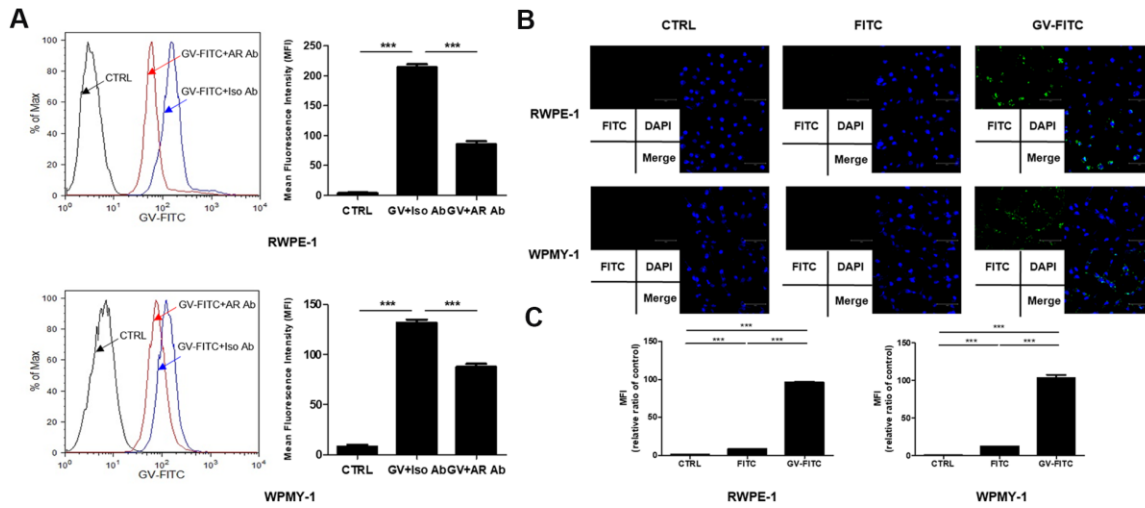 A
GV-FITC+AR Ab
CTRL
GV-FITC+Iso Ab
% of Max
100
80
60
40
20
0
10^0 10^1 10^2 10^3 10^4
GV-FITC
Mean Fluorescence Intensity (MFI)
250
200
150
100
50
0
*** ***
CTRL GV+Iso Ab GV+AR Ab
RWPE-1
GV-FITC+AR Ab
CTRL
GV-FITC+Iso Ab
% of Max
100
80
60
40
20
0
10^0 10^1 10^2 10^3 10^4
GV-FITC
Mean Fluorescence Intensity (MFI)
150
100
50
0
*** ***
CTRL GV+Iso Ab GV+AR Ab
WPMY-1
B
CTRL FITC GV-FITC
RWPE-1
FITC DAPI
Merge
FITC DAPI
Merge
FITC DAPI
Merge
WPMY-1
FITC DAPI
Merge
FITC DAPI
Merge
FITC DAPI
Merge
C
MFI
(relative ratio of control)
150
100
50
0
***
*** ***
CTRL FITC GV-FITC
RWPE-1
MFI
(relative ratio of control)
150
100
50
0
***
*** ***
CTRL FITC GV-FITC
WPMY-1